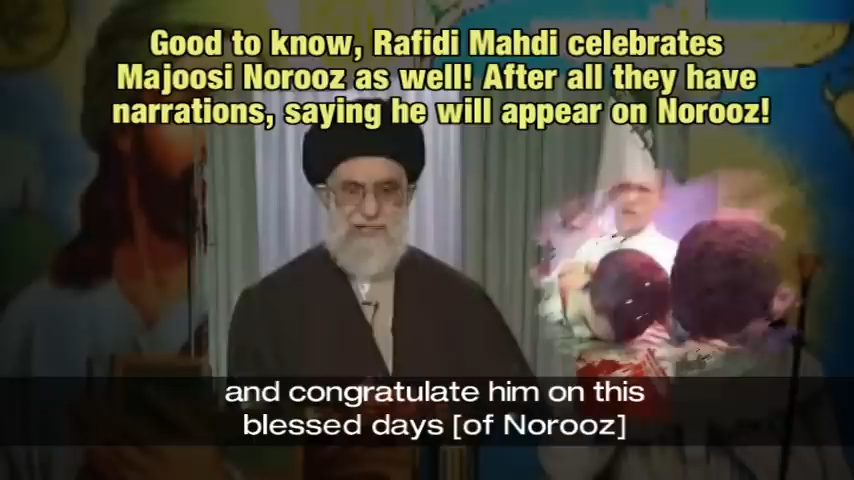 Good to know, Rafidi Mahdi celebrates
Majoosi Norooz as well! After all they have
narrations, saying he will appear on Norooz!
and congratulate him on this
blessed days [of Norooz]